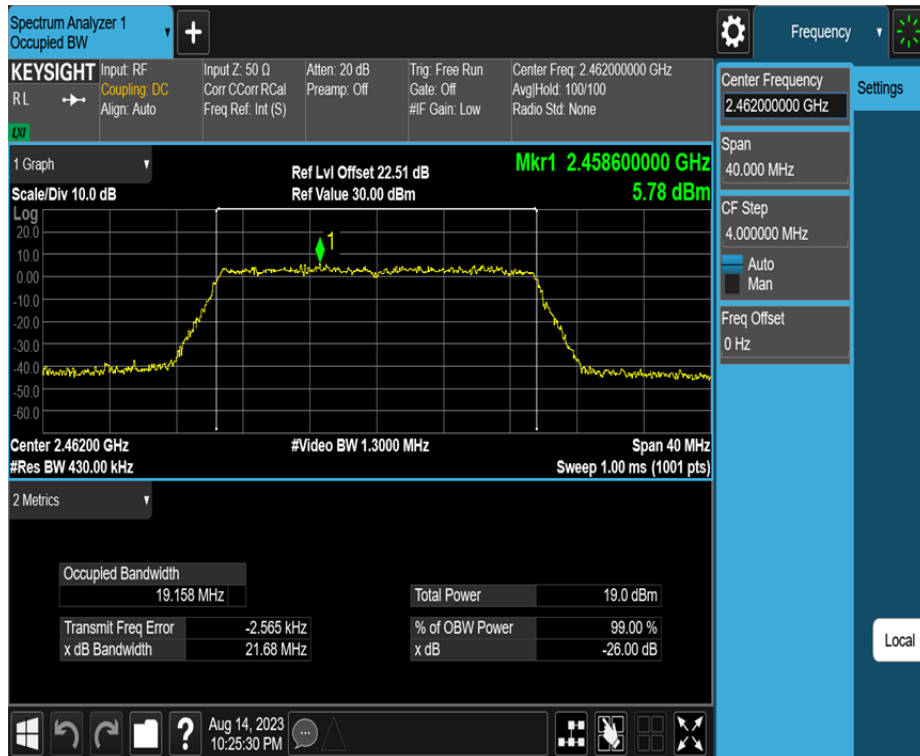 Spectrum Analyzer 1
Occupied BW
+
Frequency
KEYSIGHT
RL
LXI
Input: RF
Coupling: DC
Align: Auto
Input Z: 50 Ω
Corr CCorr RCal
Freq Ref: Int (S)
Atten: 20 dB
Preamp: Off
Trig: Free Run
Gate: Off
#IF Gain: Low
Center Freq: 2.462000000 GHz
Avg|Hold: 100/100
Radio Std: None
Center Frequency
2.462000000 GHz
Settings
Span
40.000 MHz
CF Step
4.000000 MHz
Auto
Man
Freq Offset
0 Hz
Local
1 Graph
Scale/Div 10.0 dB
Ref Lvl Offset 22.51 dB
Ref Value 30.00 dBm
Mkr1 2.458600000 GHz
5.78 dBm
Log
20.0
10.0
0.00
-10.0
-20.0
-30.0
-40.0
-50.0
-60.0
1
Center 2.46200 GHz
#Video BW 1.3000 MHz
Span 40 MHz
#Res BW 430.00 kHz
Sweep 1.00 ms (1001 pts)
2 Metrics
Occupied Bandwidth
19.158 MHz
Total Power 19.0 dBm
Transmit Freq Error -2.565 kHz
% of OBW Power 99.00 %
x dB Bandwidth 21.68 MHz
x dB -26.00 dB
?
Aug 14, 2023
10:25:30 PM